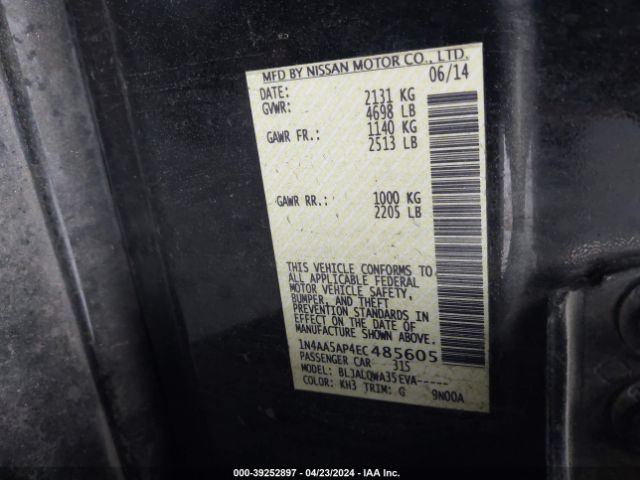 MFD BY NISSAN MOTOR CO., LTD.
DATE: 06/14
GVWR: 2131 KG
4698 LB
GAWR FR.: 1140 KG
2513 LB
GAWR RR.: 1000 KG
2205 LB
THIS VEHICLE CONFORMS TO
ALL APPLICABLE FEDERAL
MOTOR VEHICLE SAFETY,
BUMPER, AND THEFT
PREVENTION STANDARDS IN
EFFECT ON THE DATE OF
MANUFACTURE SHOWN ABOVE.
1N4AA5AP4EC485605
PASSENGER CAR 315
MODEL: BLJALQWA35EVA-----
COLOR: KH3 TRIM: G 9N00A
000-39252897 - 04/23/2024 - IAA Inc.